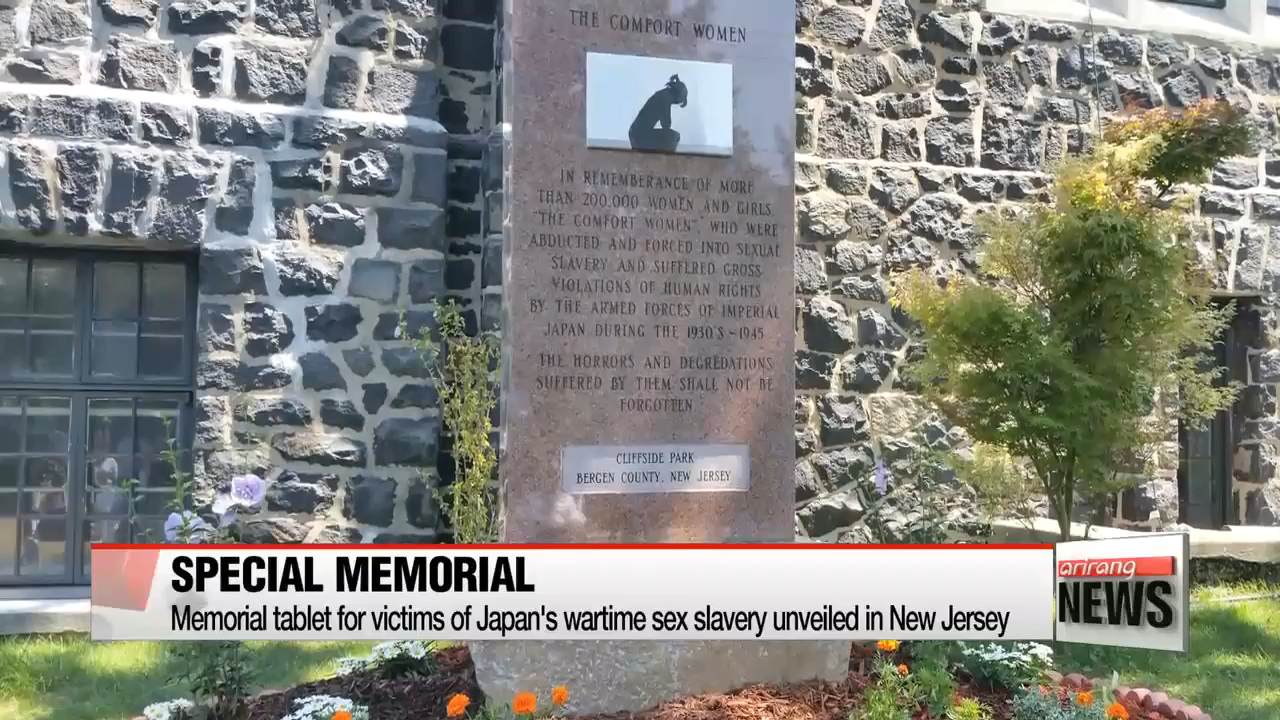 THE COMFORT WOMEN
IN REMEMBERANCE OF MORE
THAN 200,000 WOMEN AND GIRLS
"THE COMFORT WOMEN", WHO WERE
ABDUCTED AND FORCED INTO SEXUAL
SLAVERY AND SUFFERED GROSS
VIOLATIONS OF HUMAN RIGHTS
BY THE ARMED FORCES OF IMPERIAL
JAPAN DURING THE 1930'S-1945
THE HORRORS AND DEGREDATIONS
SUFFERED BY THEM SHALL NOT BE
FORGOTTEN
CLIFFSIDE PARK
BERGEN COUNTY, NEW JERSEY
SPECIAL MEMORIAL
Memorial tablet for victims of Japan's wartime sex slavery unveiled in New Jersey
arirang
NEWS